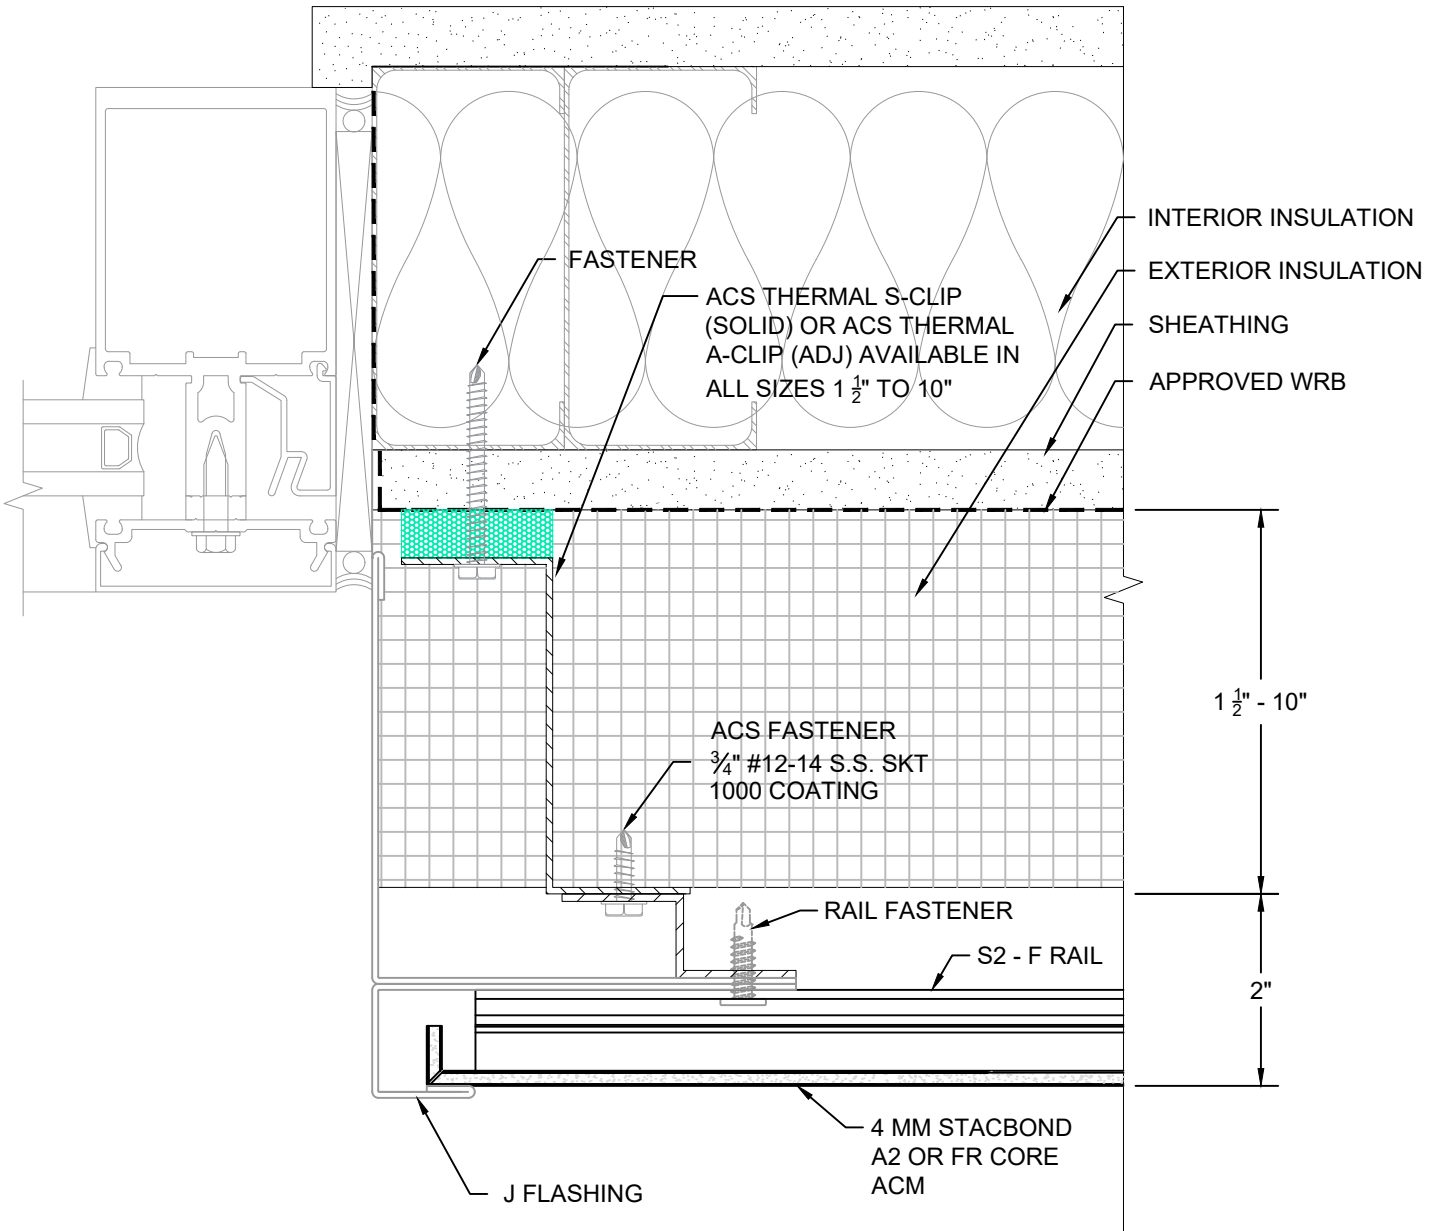 INTERIOR INSULATION
FASTENER
EXTERIOR INSULATION
ACS THERMAL S-CLIP
(SOLID) OR ACS THERMAL
A-CLIP (ADJ) AVAILABLE IN
ALL SIZES 1 1/2" TO 10"
SHEATHING
APPROVED WRB
1 1/2" - 10"
ACS FASTENER
3/4" #12-14 S.S. SKT
1000 COATING
RAIL FASTENER
S2 - F RAIL
2"
4 MM STACBOND
A2 OR FR CORE
ACM
J FLASHING